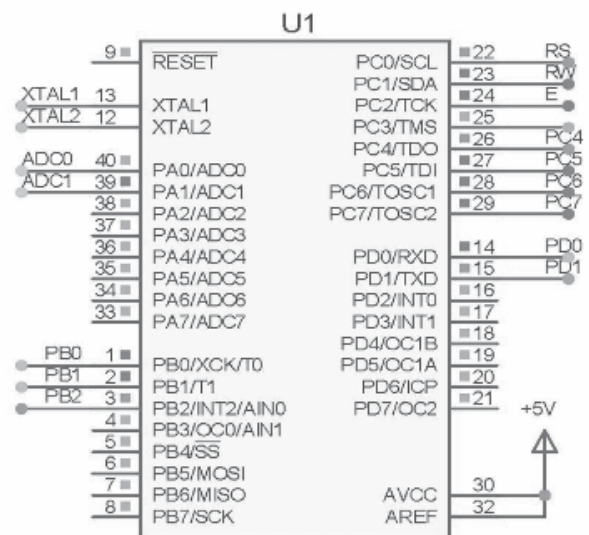 U1
9 RESET PC0/SCL 22 RS
PC1/SDA 23 RW
XTAL1 13 XTAL1 PC2/TCK 24 E
XTAL2 12 XTAL2 PC3/TMS 25
PC4/TDO 26 PC4
ADC0 40 PA0/ADC0 PC5/TDI 27 PC5
ADC1 39 PA1/ADC1 PC6/TOSC1 28 PC6
38 PA2/ADC2 PC7/TOSC2 29 PC7
37 PA3/ADC3
36 PA4/ADC4 PD0/RXD 14 PD0
35 PA5/ADC5 PD1/TXD 15 PD1
34 PA6/ADC6 PD2/INT0 16
33 PA7/ADC7 PD3/INT1 17
PD4/OC1B 18
PB0 1 PB0/XCK/T0 PD5/OC1A 19
PB1 2 PB1/T1 PD6/ICP 20
PB2 3 PB2/INT2/AIN0 PD7/OC2 21
+5V
4 PB3/OC0/AIN1
5 PB4/SS
6 PB5/MOSI
7 PB6/MISO AVCC 30
8 PB7/SCK AREF 32